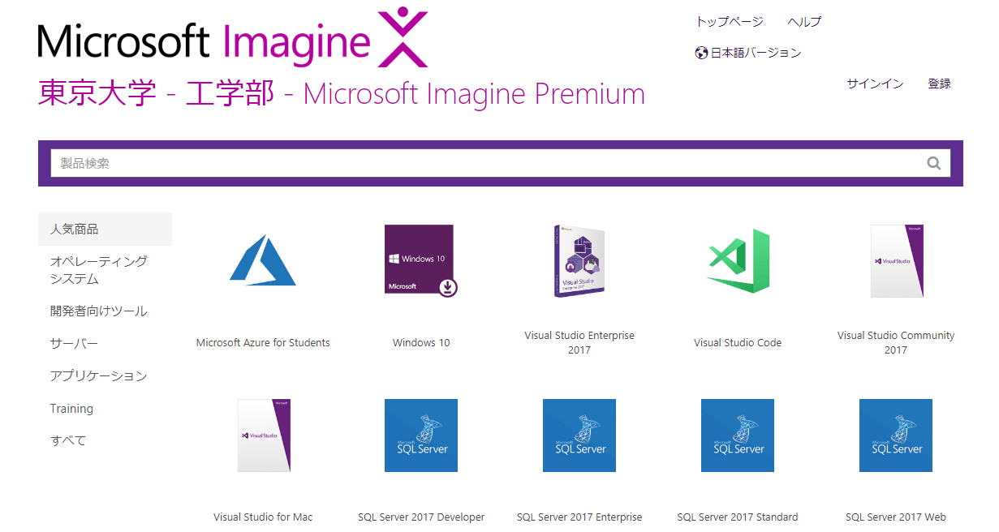 Microsoft Imagine
トップページ ヘルプ
日本語バージョン
東京大学 - 工学部 - Microsoft Imagine Premium
サインイン 登録
製品検索
人気商品
オペレーティング
システム
開発者向けツール
サーバー
アプリケーション
Training
すべて
Microsoft Azure for Students
Windows 10
Microsoft
Windows 10
Visual Studio
Enterprise 2017
Visual Studio Enterprise
2017
Visual Studio Code
Microsoft
Visual Studio
Visual Studio Community
2017
Microsoft
Visual Studio
Visual Studio for Mac
Microsoft
SQL Server
SQL Server 2017 Developer
Microsoft
SQL Server
SQL Server 2017 Enterprise
Microsoft
SQL Server
SQL Server 2017 Standard
Microsoft
SQL Server
SQL Server 2017 Web